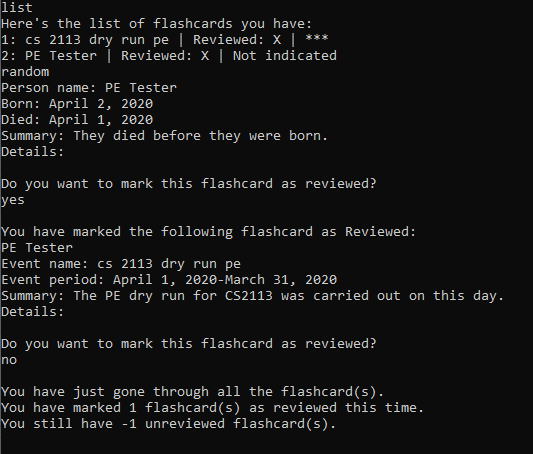 list
Here's the list of flashcards you have:
1: cs 2113 dry run pe | Reviewed: X | ***
2: PE Tester | Reviewed: X | Not indicated
random
Person name: PE Tester
Born: April 2, 2020
Died: April 1, 2020
Summary: They died before they were born.
Details:
Do you want to mark this flashcard as reviewed?
yes
You have marked the following flashcard as Reviewed:
PE Tester
Event name: cs 2113 dry run pe
Event period: April 1, 2020-March 31, 2020
Summary: The PE dry run for CS2113 was carried out on this day.
Details:
Do you want to mark this flashcard as reviewed?
no
You have just gone through all the flashcard(s).
You have marked 1 flashcard(s) as reviewed this time.
You still have -1 unreviewed flashcard(s).